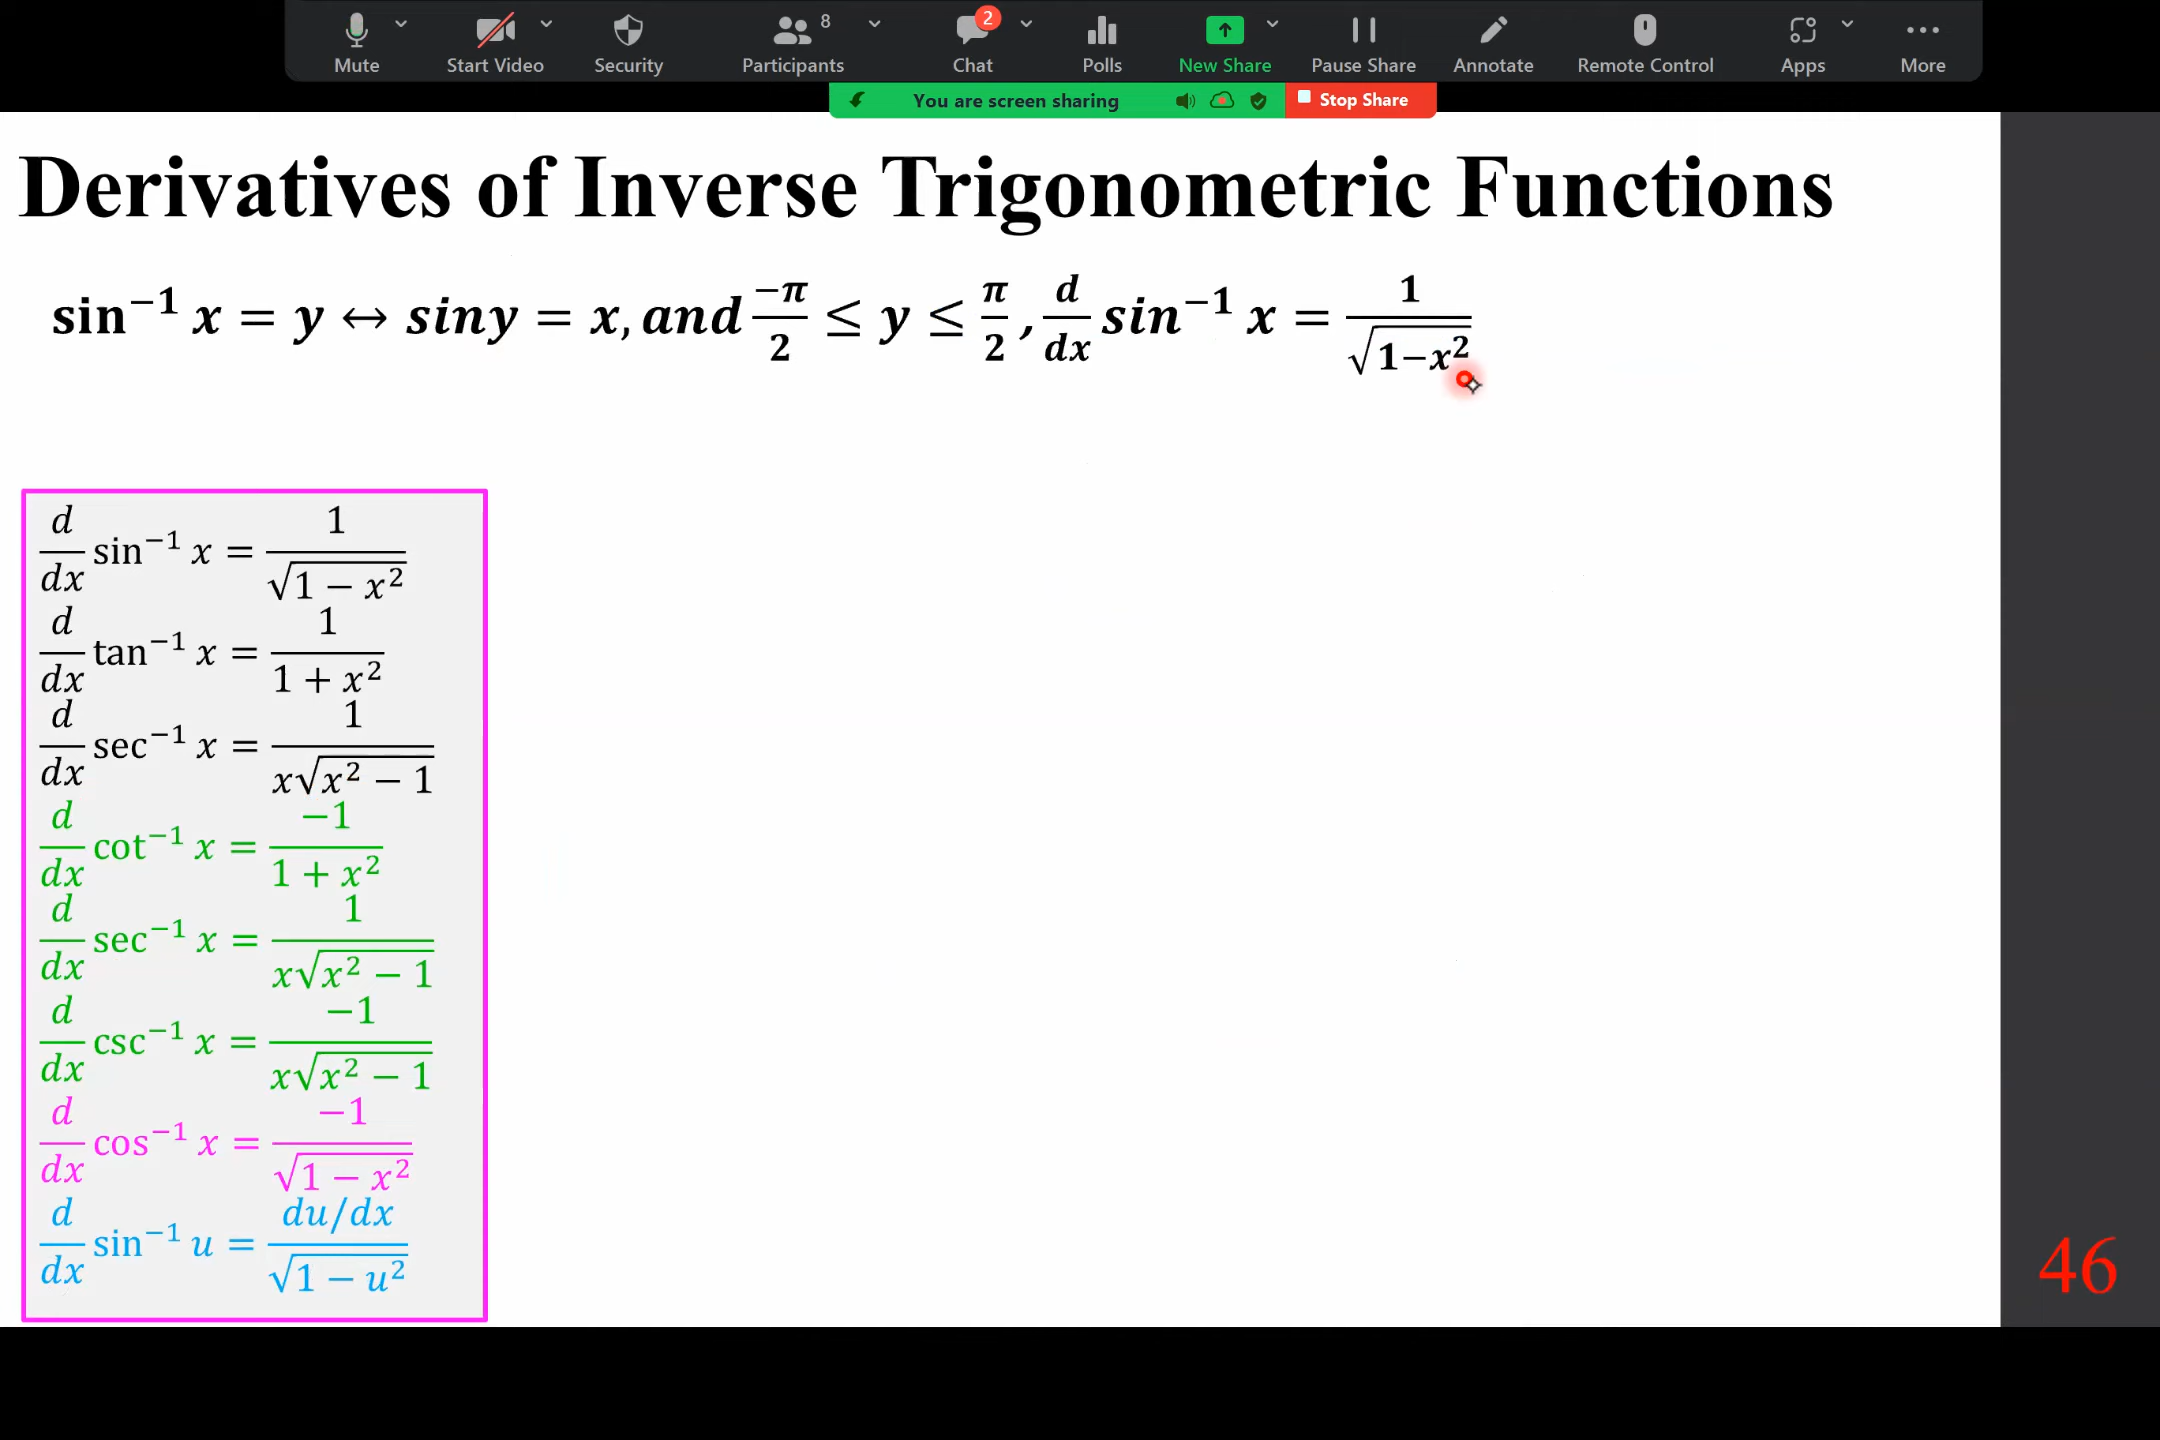 Mute Start Video Security Participants 8 Chat 2 Polls New Share Pause Share Annotate Remote Control Apps More
You are screen sharing Stop Share
Derivatives of Inverse Trigonometric Functions
sin⁻¹ x = y ↔ siny = x, and −π/2 ≤ y ≤ π/2, d/dx sin⁻¹ x = 1/√(1−x²)
d/dx sin⁻¹ x = 1/√(1 − x²)
d/dx tan⁻¹ x = 1/(1 + x²)
d/dx sec⁻¹ x = 1/(x√(x² − 1))
d/dx cot⁻¹ x = −1/(1 + x²)
d/dx sec⁻¹ x = 1/(x√(x² − 1))
d/dx csc⁻¹ x = −1/(x√(x² − 1))
d/dx cos⁻¹ x = −1/√(1 − x²)
d/dx sin⁻¹ u = (du/dx)/√(1 − u²)
46